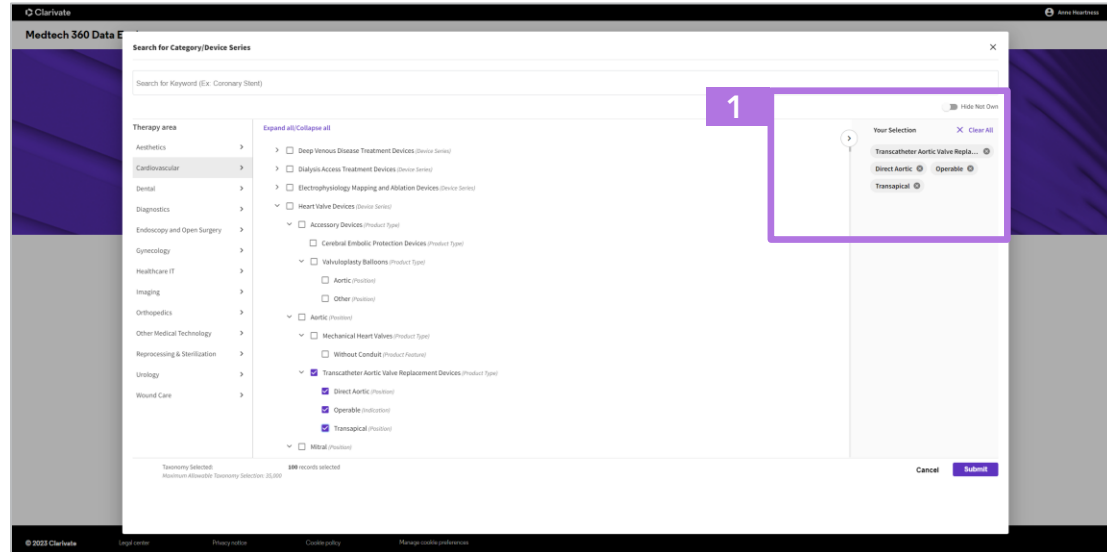 Clarivate
Anne Heartness
Medtech 360 Data E
Search for Category/Device Series
Search for Keyword (Ex: Coronary Stent)
1
Hide Not Own
Therapy area
Aesthetics
Cardiovascular
Dental
Diagnostics
Endoscopy and Open Surgery
Gynecology
Healthcare IT
Imaging
Orthopedics
Other Medical Technology
Reprocessing & Sterilization
Urology
Wound Care
Expand all/Collapse all
Deep Venous Disease Treatment Devices (Device Series)
Dialysis Access Treatment Devices (Device Series)
Electrophysiology Mapping and Ablation Devices (Device Series)
Heart Valve Devices (Device Series)
Accessory Devices (Product Type)
Cerebral Embolic Protection Devices (Product Type)
Valvuloplasty Balloons (Product Type)
Aortic (Position)
Other (Position)
Aortic (Position)
Mechanical Heart Valves (Product Type)
Without Conduit (Product Feature)
Transcatheter Aortic Valve Replacement Devices (Product Type)
Direct Aortic (Position)
Operable (Indication)
Transapical (Position)
Mitral (Position)
Your Selection
Clear All
Transcatheter Aortic Valve Repla...
Direct Aortic
Operable
Transapical
Taxonomy Selected:
Maximum Allowable Taxonomy Selection: 35,000
100 records selected
Cancel
Submit
© 2023 Clarivate
Legal center
Privacy notice
Cookie policy
Manage cookie preferences